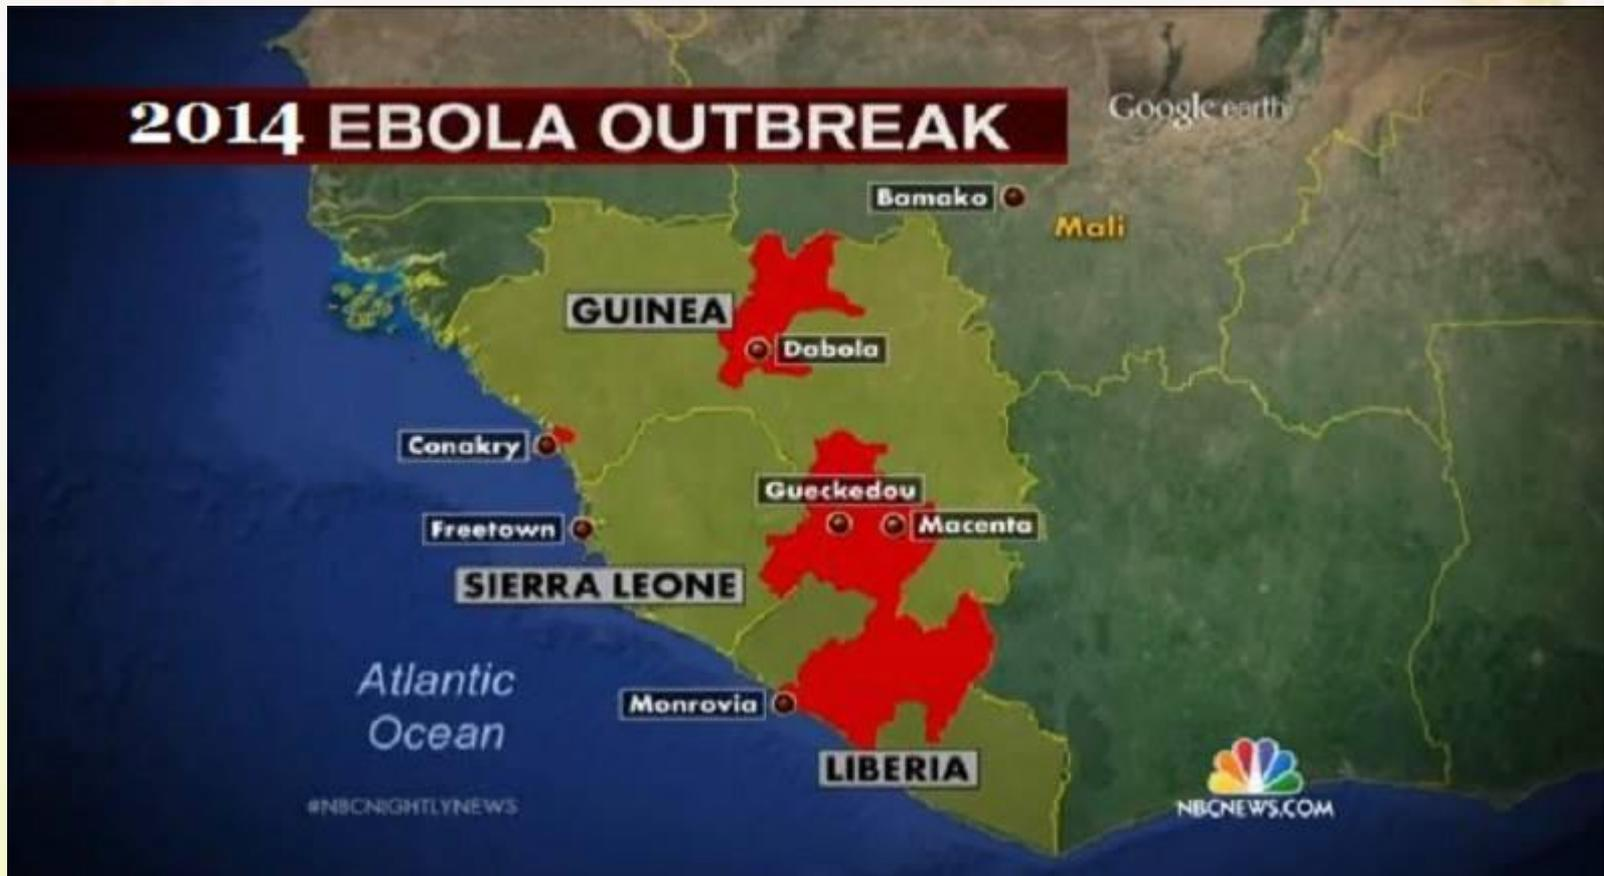 2014 EBOLA OUTBREAK
Google earth
Bamako
Mali
GUINEA
Dabola
Conakry
Gueckedou
Freetown
Macenta
SIERRA LEONE
Atlantic
Ocean
Monrovia
LIBERIA
#NBCNIGHTLYNEWS
NBCNEWS.COM